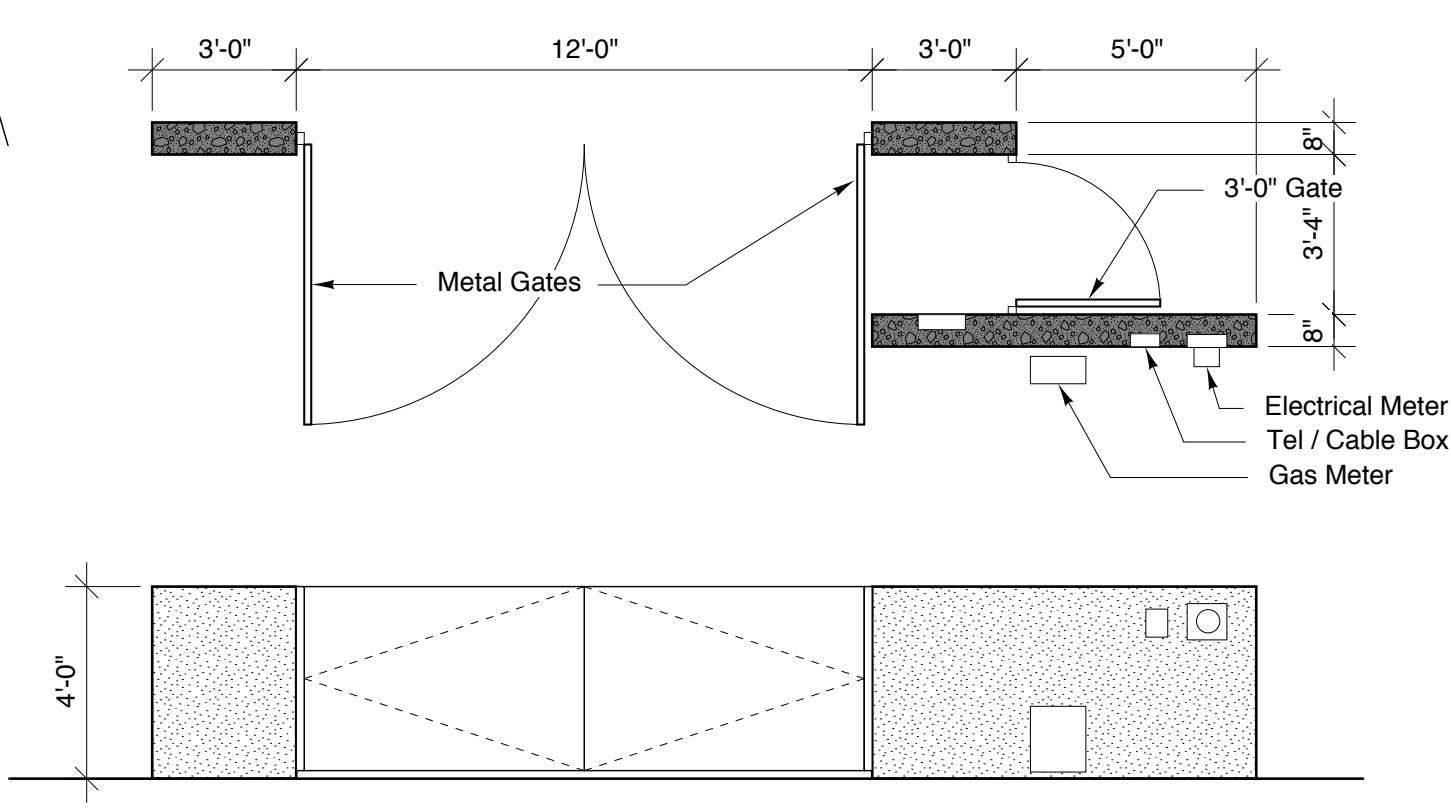 3'-0"
12'-0"
3'-0"
5'-0"
8"
3'-0" Gate
3'-4"
Metal Gates
8"
Electrical Meter
Tel / Cable Box
Gas Meter
4'-0"